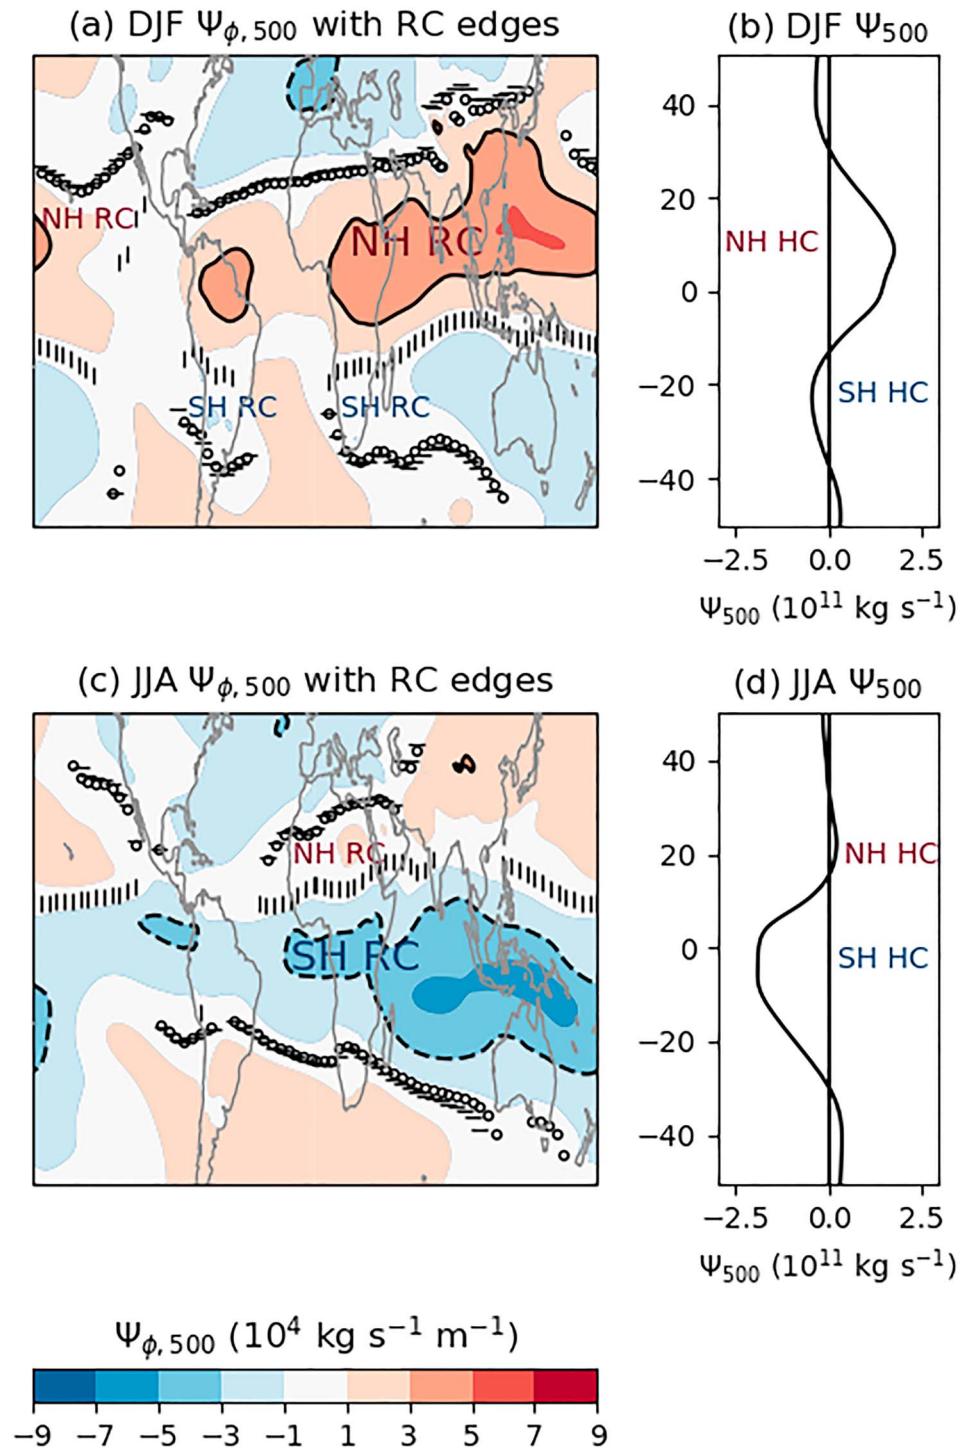 (a) DJF Ψϕ, 500 with RC edges
(b) DJF Ψ500
NH RC
NH RC
SH RC
SH RC
40
20
0
−20
−40
NH HC
SH HC
−2.5 0.0 2.5
Ψ500 (10¹¹ kg s⁻¹)
(c) JJA Ψϕ, 500 with RC edges
(d) JJA Ψ500
NH RC
SH RC
40
20
0
−20
−40
NH HC
SH HC
−2.5 0.0 2.5
Ψ500 (10¹¹ kg s⁻¹)
Ψϕ, 500 (10⁴ kg s⁻¹ m⁻¹)
−9 −7 −5 −3 −1 1 3 5 7 9